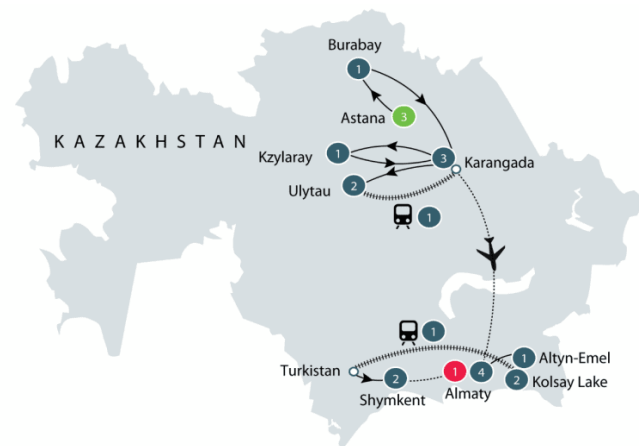 Burabay
1
Astana
3
K A Z A K H S T A N
Kzylaray
1
3
Karangada
Ulytau
2
1
1
Altyn-Emel
1
Turkistan
2
Shymkent
1
Almaty
4
2
Kolsay Lake